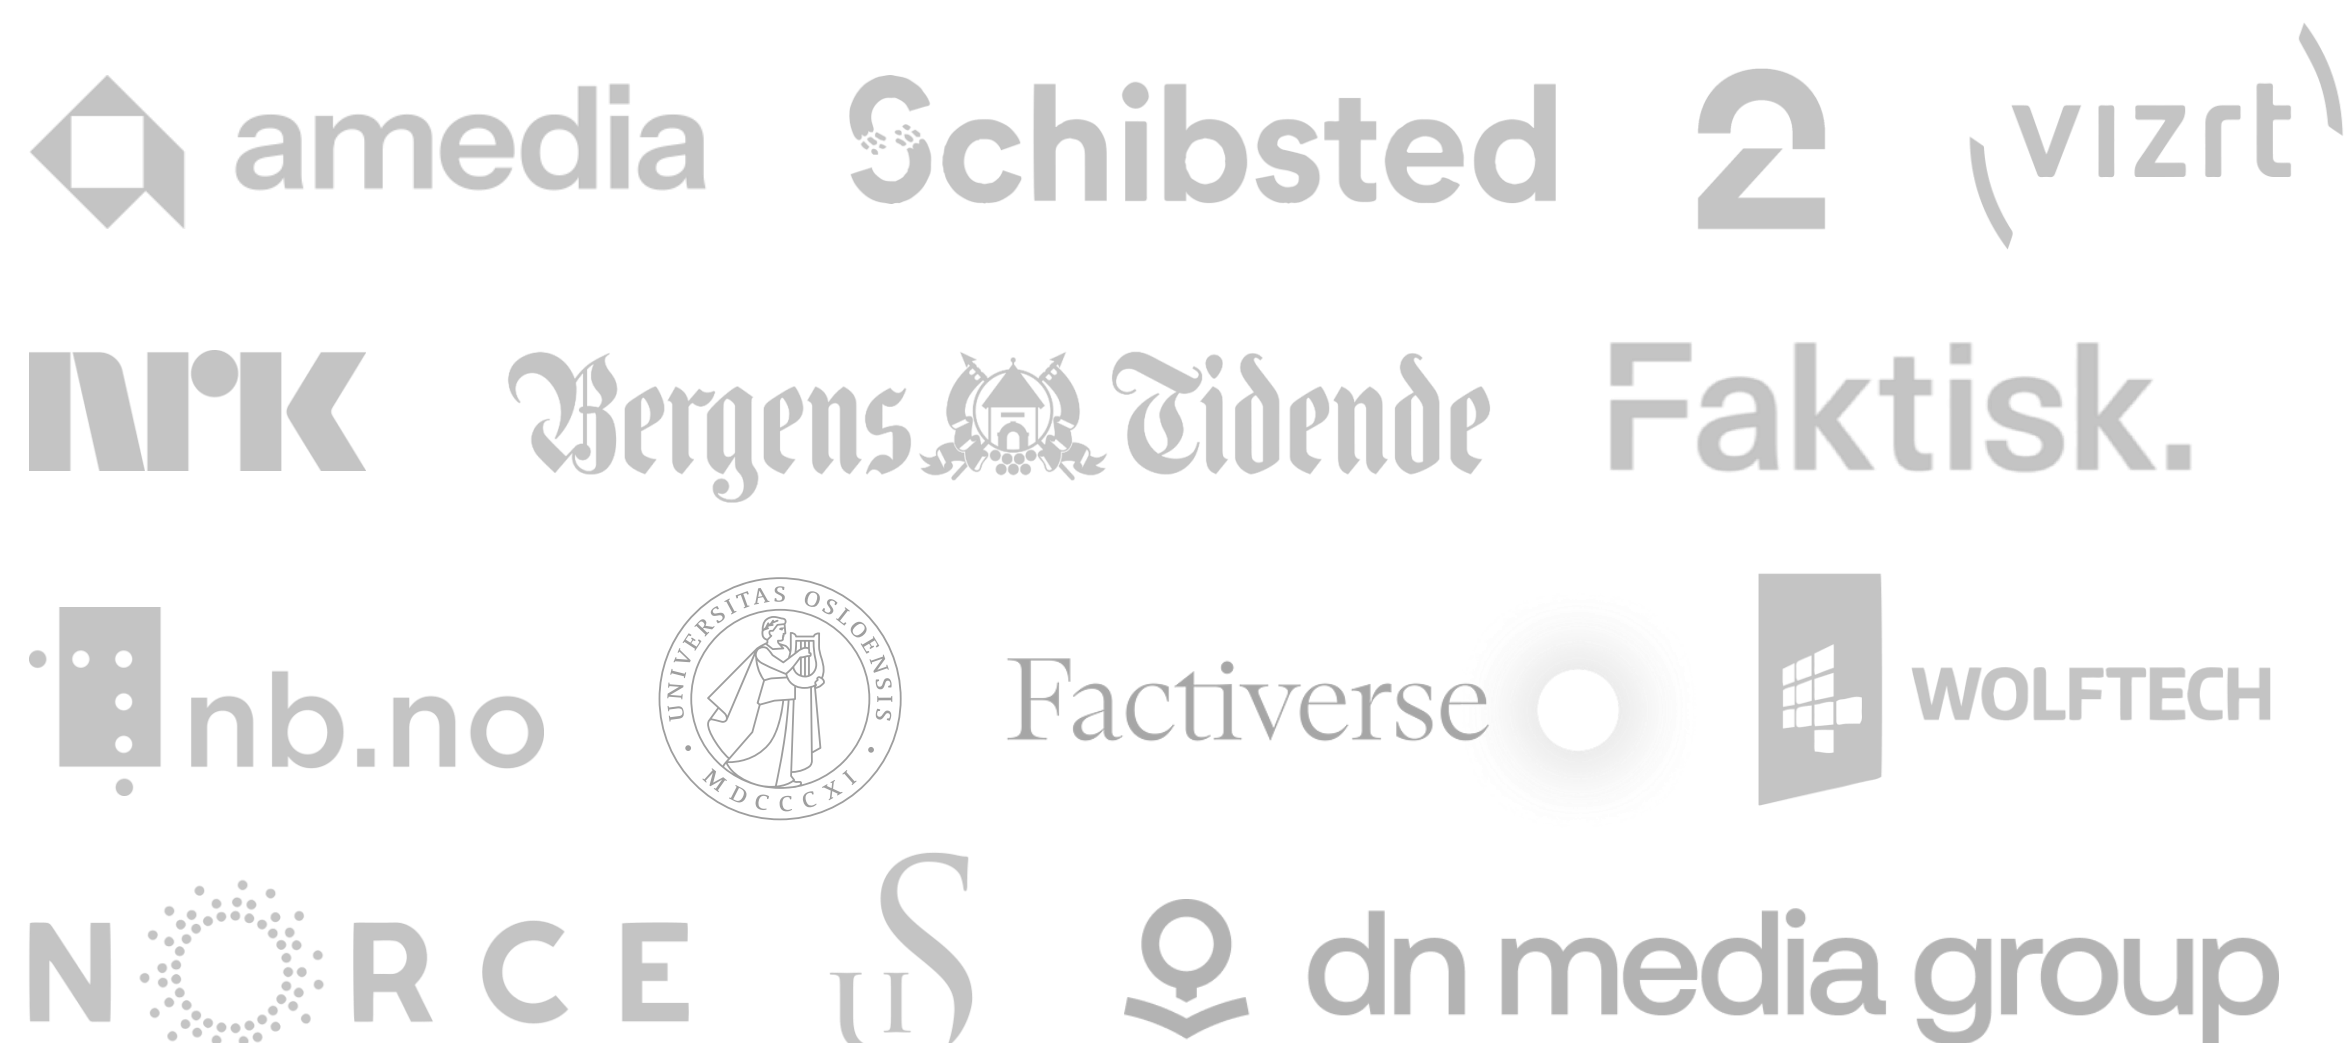 amedia Schibsted 2 vizrt
nrk Bergens Tidende Faktisk.
nb.no UNIVERSITAS OSLOENSIS MDCCCXI Factiverse WOLFTECH
NORCE uiS dn media group